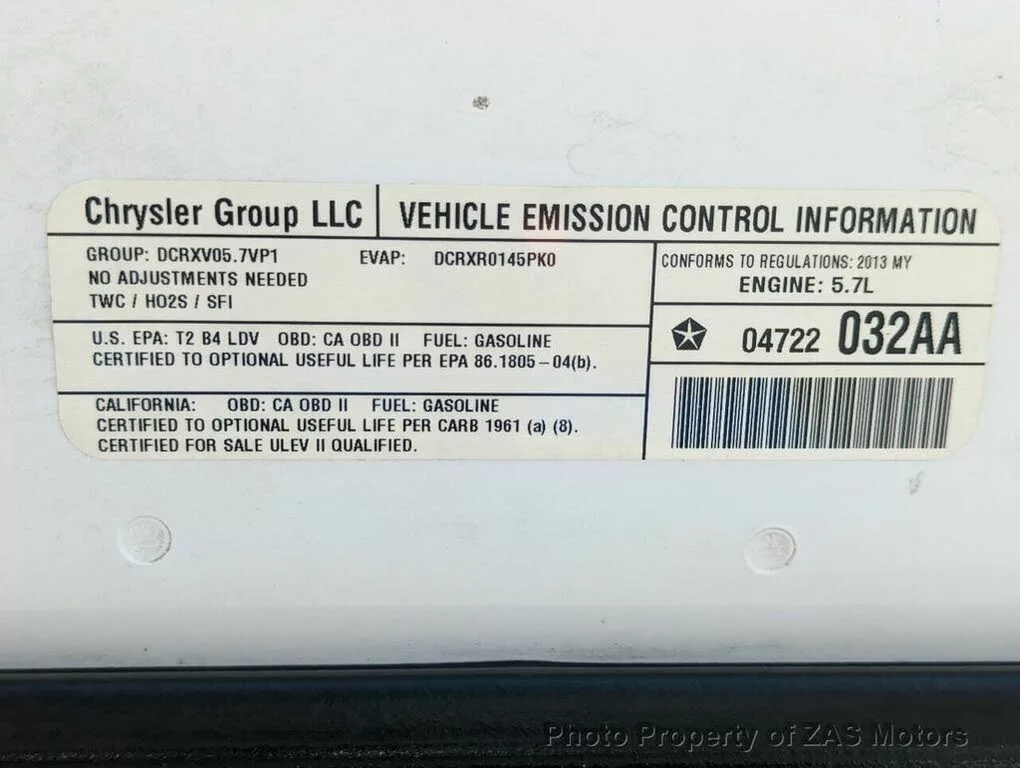 Chrysler Group LLC VEHICLE EMISSION CONTROL INFORMATION
GROUP: DCRXV05.7VP1 EVAP: DCRXR0145PK0
NO ADJUSTMENTS NEEDED
TWC / HO2S / SFI
CONFORMS TO REGULATIONS: 2013 MY
ENGINE: 5.7L
U.S. EPA: T2 B4 LDV OBD: CA OBD II FUEL: GASOLINE
CERTIFIED TO OPTIONAL USEFUL LIFE PER EPA 86.1805-04(b).
04722 032AA
CALIFORNIA: OBD: CA OBD II FUEL: GASOLINE
CERTIFIED TO OPTIONAL USEFUL LIFE PER CARB 1961 (a) (8).
CERTIFIED FOR SALE ULEV II QUALIFIED.
Photo Property of ZAS Motors